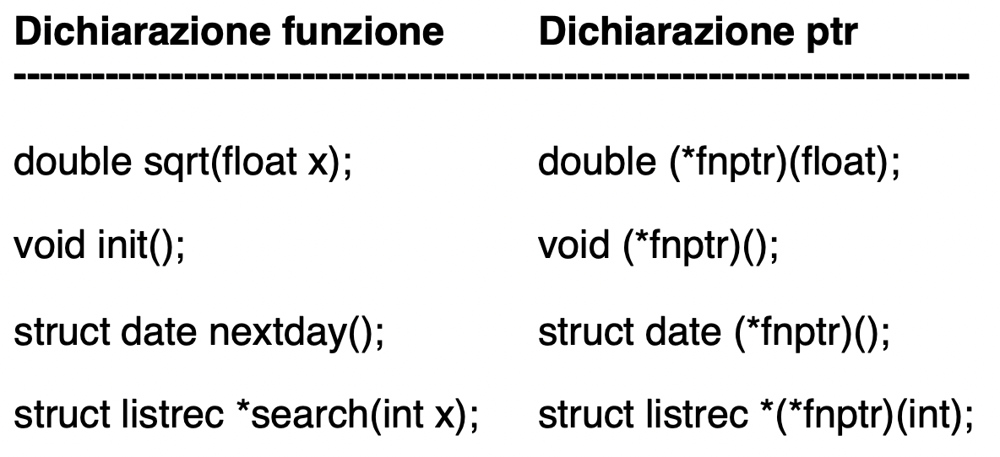 Dichiarazione funzione Dichiarazione ptr
----------------------------------------------------------------------------
double sqrt(float x); double (*fnptr)(float);
void init(); void (*fnptr)();
struct date nextday(); struct date (*fnptr)();
struct listrec *search(int x); struct listrec *(*fnptr)(int);